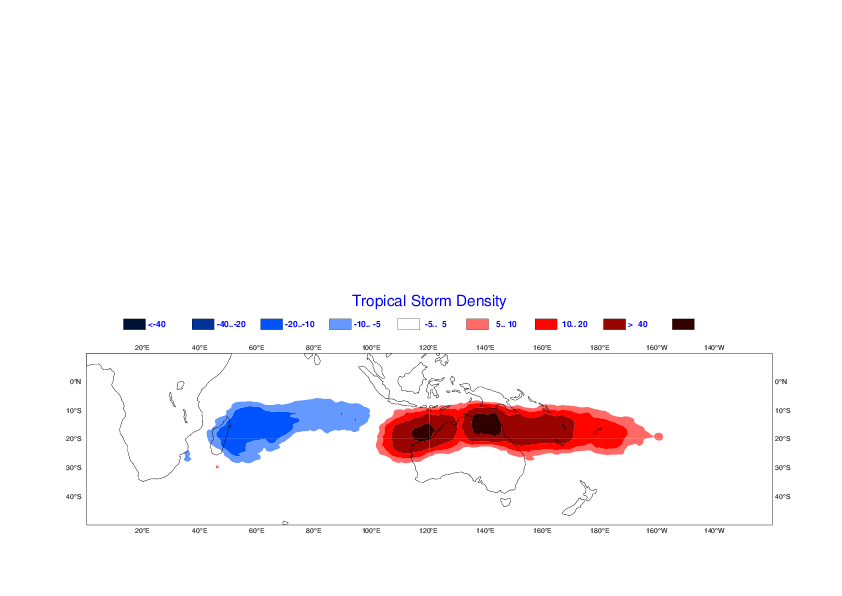 Tropical Storm Density
<-40 -40..-20 -20..-10 -10.. -5 -5.. 5 5.. 10 10.. 20 > 40
20°E 40°E 60°E 80°E 100°E 120°E 140°E 160°E 180°E 160°W 140°W
0°N 0°N
10°S 10°S
20°S 20°S
30°S 30°S
40°S 40°S
20°E 40°E 60°E 80°E 100°E 120°E 140°E 160°E 180°E 160°W 140°W